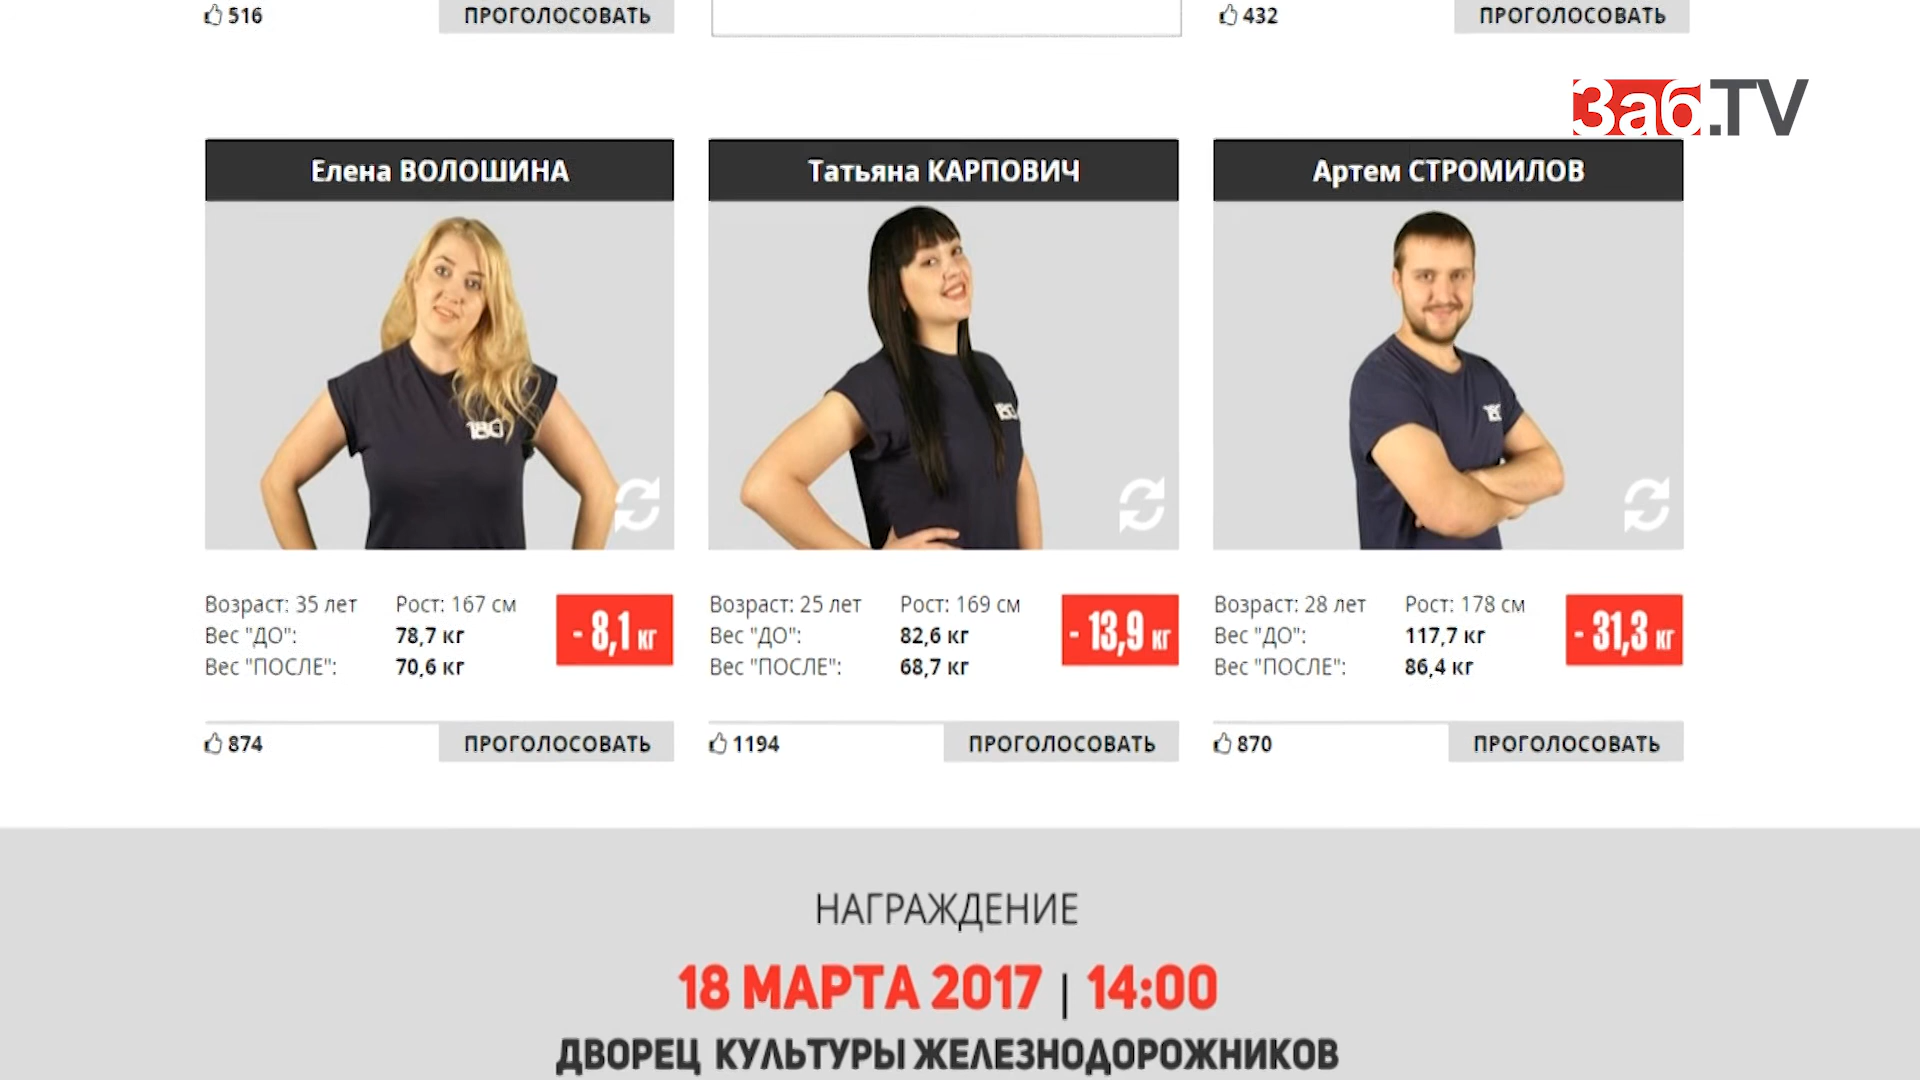 516
ПРОГОЛОСОВАТЬ
432
ПРОГОЛОСОВАТЬ
Заб.TV
Елена ВОЛОШИНА
180
Возраст: 35 лет
Рост: 167 см
Вес "ДО":
78,7 кг
Вес "ПОСЛЕ":
70,6 кг
- 8,1 кг
874
ПРОГОЛОСОВАТЬ
Татьяна КАРПОВИЧ
180
Возраст: 25 лет
Рост: 169 см
Вес "ДО":
82,6 кг
Вес "ПОСЛЕ":
68,7 кг
- 13,9 кг
1194
ПРОГОЛОСОВАТЬ
Артем СТРОМИЛОВ
180
Возраст: 28 лет
Рост: 178 см
Вес "ДО":
117,7 кг
Вес "ПОСЛЕ":
86,4 кг
- 31,3 кг
870
ПРОГОЛОСОВАТЬ
НАГРАЖДЕНИЕ
18 МАРТА 2017 | 14:00
ДВОРЕЦ КУЛЬТУРЫ ЖЕЛЕЗНОДОРОЖНИКОВ